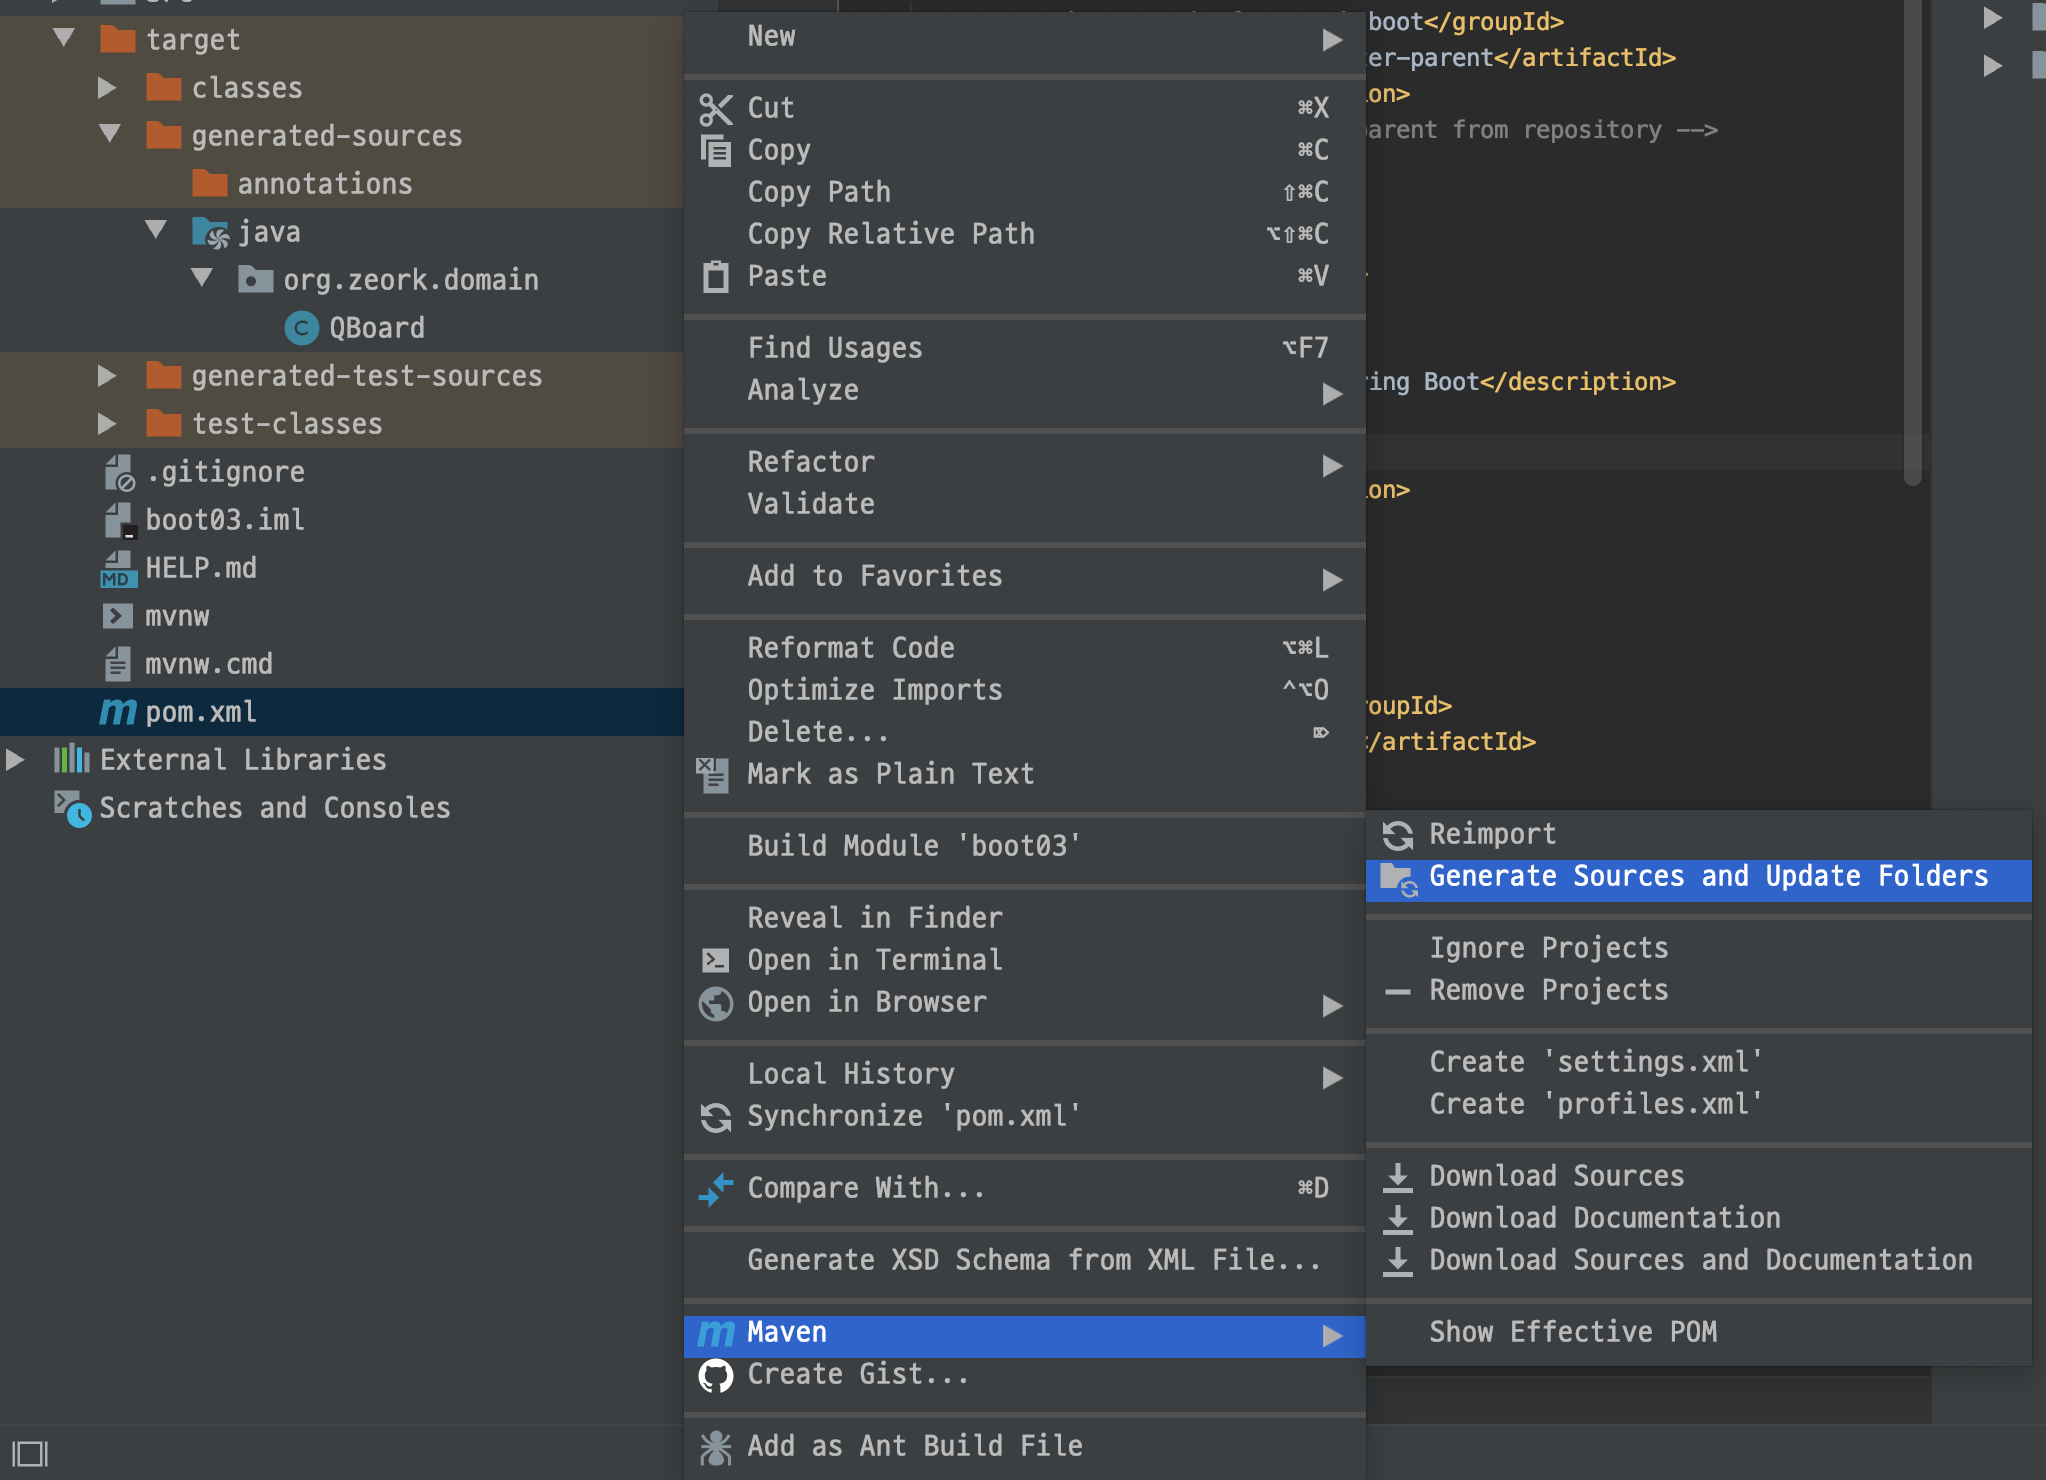 target
classes
generated-sources
annotations
java
org.zeork.domain
QBoard
generated-test-sources
test-classes
.gitignore
boot03.iml
HELP.md
mvnw
mvnw.cmd
pom.xml
External Libraries
Scratches and Consoles
New
Cut ⌘X
Copy ⌘C
Copy Path ⇧⌘C
Copy Relative Path ⌥⇧⌘C
Paste ⌘V
Find Usages ⌥F7
Analyze
Refactor
Validate
Add to Favorites
Reformat Code ⌥⌘L
Optimize Imports ^⌥O
Delete... ⌦
Mark as Plain Text
Build Module 'boot03'
Reveal in Finder
Open in Terminal
Open in Browser
Local History
Synchronize 'pom.xml'
Compare With... ⌘D
Generate XSD Schema from XML File...
Maven
Create Gist...
Add as Ant Build File
boot</groupId>
er-parent</artifactId>
on>
parent from repository -->
ring Boot</description>
on>
roupId>
</artifactId>
Reimport
Generate Sources and Update Folders
Ignore Projects
Remove Projects
Create 'settings.xml'
Create 'profiles.xml'
Download Sources
Download Documentation
Download Sources and Documentation
Show Effective POM